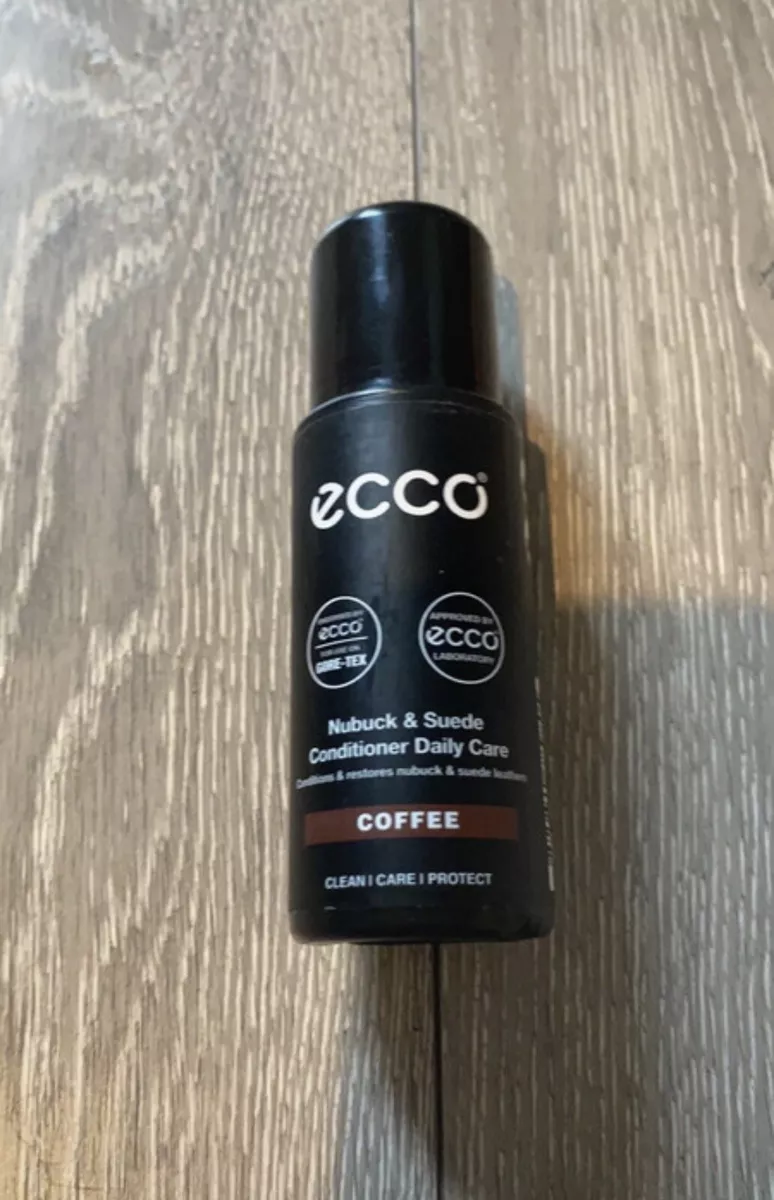 ecco®
ecco
GORE-TEX
APPROVED BY
ecco
LABORATORY
Nubuck & Suede
Conditioner Daily Care
Conditions & restores nubuck & suede leathers
COFFEE
CLEAN | CARE | PROTECT